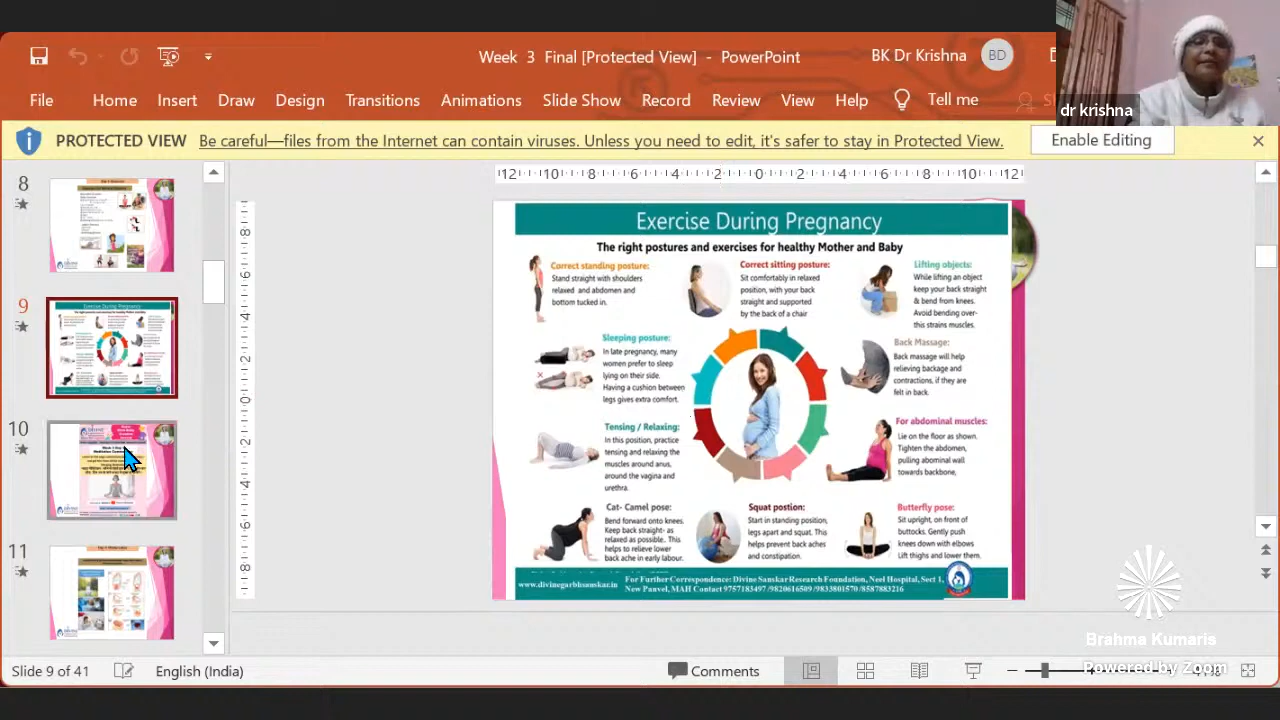 Week 3 Final [Protected View] - PowerPoint
BK Dr Krishna
BD
File Home Insert Draw Design Transitions Animations Slide Show Record Review View Help Tell me
dr krishna
PROTECTED VIEW Be careful—files from the Internet can contain viruses. Unless you need to edit, it's safer to stay in Protected View.
Enable Editing
8
9
10
11
Exercise During Pregnancy
The right postures and exercises for healthy Mother and Baby
Correct standing posture:
Stand straight with shoulders
relaxed and abdomen and
bottom tucked in.
Correct sitting posture:
Sit comfortably in relaxed
position, with your back
straight and supported
by the back of a chair
Lifting objects:
While lifting an object
keep your back straight
& bend from knees.
Avoid bending over-
this strains muscles.
Sleeping posture:
In late pregnancy, many
women prefer to sleep
lying on their side.
Having a cushion between
legs gives extra comfort.
Back Massage:
Back massage will help
relieving backage and
contractions, if they are
felt in back.
Tensing / Relaxing:
In this position, practice
tensing and relaxing the
muscles around anus,
around the vagina and
urethra.
For abdominal muscles:
Lie on the floor as shown.
Tighten the abdomen,
pulling abdominal wall
towards backbone,
Cat- Camel pose:
Bend forward onto knees.
Keep back straight- as
relaxed as possible. This
helps to relieve lower
back ache in early labour.
Squat postion:
Start in standing position,
legs apart and squat. This
helps prevent back aches
and constipation.
Butterfly pose:
Sit upright, on front of
buttocks. Gently push
knees down with elbows
Lift thighs and lower them.
www.divinegarbhsanskar.in
For Further Correspondence: Divine Sanskar Research Foundation, Neel Hospital, Sect 1,
New Panvel, MAH Contact 9757183497 /9820616509 /9833801570 /8587883216
Brahma Kumaris
Powered by Zoom
Slide 9 of 41
English (India)
Comments